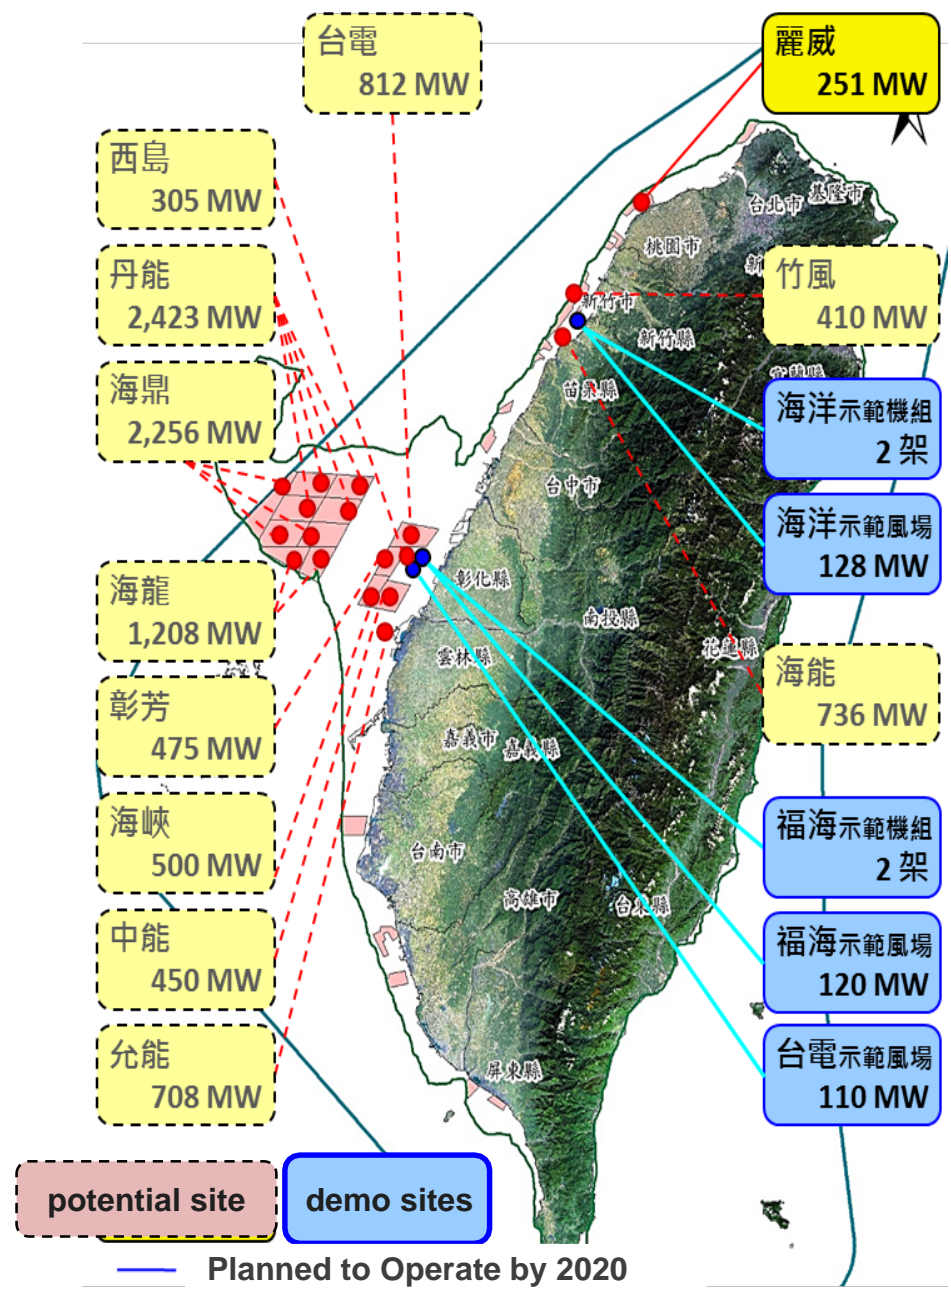 台電
812 MW
麗威
251 MW
西島
305 MW
丹能
2,423 MW
海鼎
2,256 MW
海龍
1,208 MW
彰芳
475 MW
海峽
500 MW
中能
450 MW
允能
708 MW
竹風
410 MW
海洋示範機組
2 架
海洋示範風場
128 MW
海能
736 MW
福海示範機組
2 架
福海示範風場
120 MW
台電示範風場
110 MW
基隆市
台北市
桃園市
新
新竹市
新竹縣
宜蘭縣
苗栗縣
台中市
彰化縣
南投縣
花蓮縣
雲林縣
嘉義市
嘉義縣
台南市
高雄市
台東縣
屏東縣
potential site
demo sites
Planned to Operate by 2020